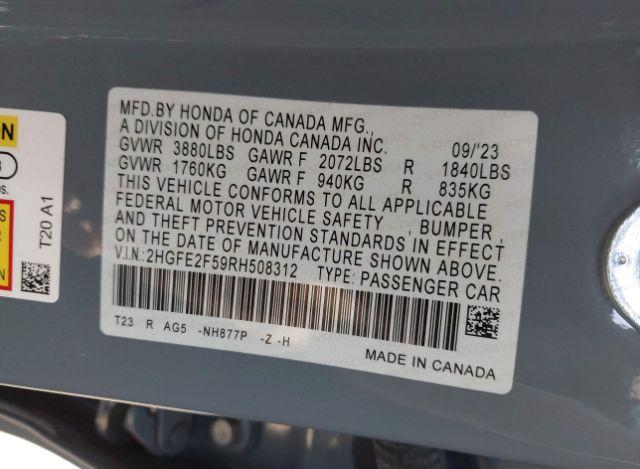 MFD.BY HONDA OF CANADA MFG.,
A DIVISION OF HONDA CANADA INC. 09/'23
GVWR 3880LBS GAWR F 2072LBS R 1840LBS
GVWR 1760KG GAWR F 940KG R 835KG
THIS VEHICLE CONFORMS TO ALL APPLICABLE
FEDERAL MOTOR VEHICLE SAFETY , BUMPER ,
AND THEFT PREVENTION STANDARDS IN EFFECT
ON THE DATE OF MANUFACTURE SHOWN ABOVE.
V.I.N.:2HGFE2F59RH508312 TYPE: PASSENGER CAR
T23 R AG5 -NH877P -Z -H
MADE IN CANADA
T20 A1